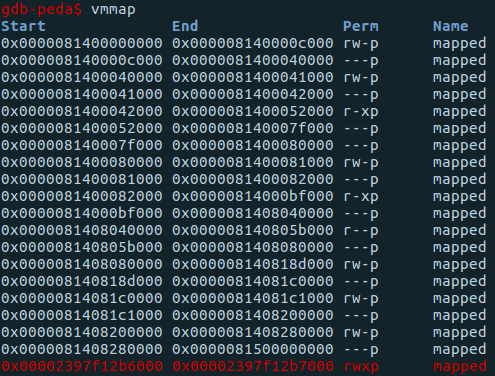 gdb-peda$ vmmap
Start End Perm Name
0x0000081400000000 0x000008140000c000 rw-p mapped
0x000008140000c000 0x0000081400040000 ---p mapped
0x0000081400040000 0x0000081400041000 rw-p mapped
0x0000081400041000 0x0000081400042000 ---p mapped
0x0000081400042000 0x0000081400052000 r-xp mapped
0x0000081400052000 0x000008140007f000 ---p mapped
0x000008140007f000 0x0000081400080000 ---p mapped
0x0000081400080000 0x0000081400081000 rw-p mapped
0x0000081400081000 0x0000081400082000 ---p mapped
0x0000081400082000 0x00000814000bf000 r-xp mapped
0x00000814000bf000 0x0000081408040000 ---p mapped
0x0000081408040000 0x000008140805b000 r--p mapped
0x000008140805b000 0x0000081408080000 ---p mapped
0x0000081408080000 0x000008140818d000 rw-p mapped
0x000008140818d000 0x00000814081c0000 ---p mapped
0x00000814081c0000 0x00000814081c1000 rw-p mapped
0x00000814081c1000 0x0000081408200000 ---p mapped
0x0000081408200000 0x0000081408280000 rw-p mapped
0x0000081408280000 0x0000081500000000 ---p mapped
0x00002397f12b6000 0x00002397f12b7000 rwxp mapped